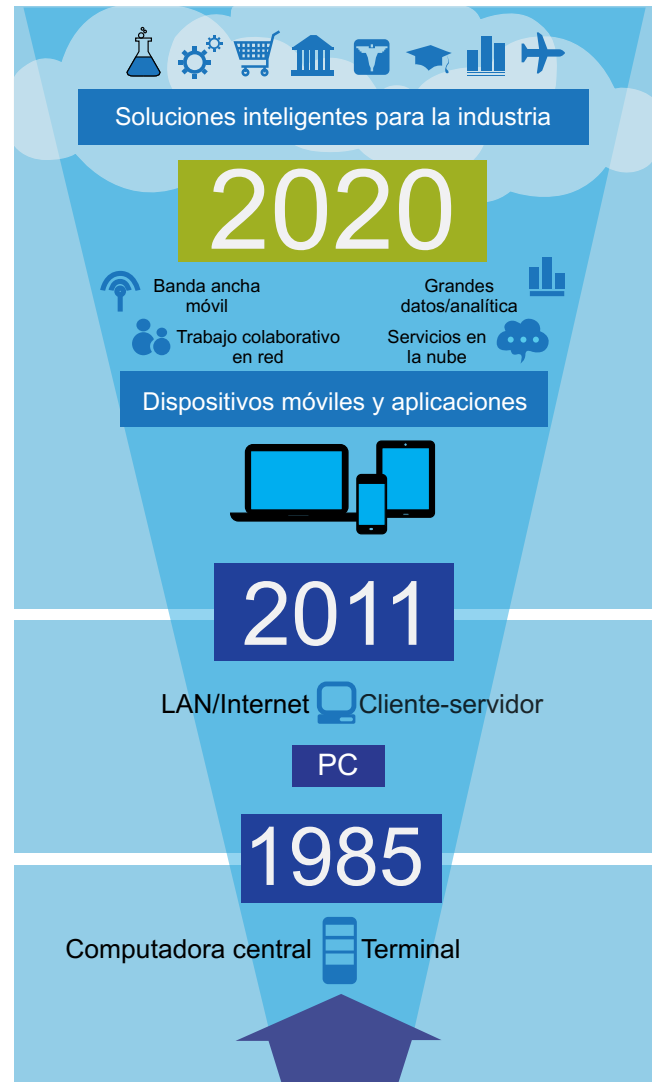 Soluciones inteligentes para la industria
2020
Banda ancha
móvil
Grandes
datos/analítica
Trabajo colaborativo
en red
Servicios en
la nube
Dispositivos móviles y aplicaciones
2011
LAN/Internet Cliente-servidor
PC
1985
Computadora central Terminal